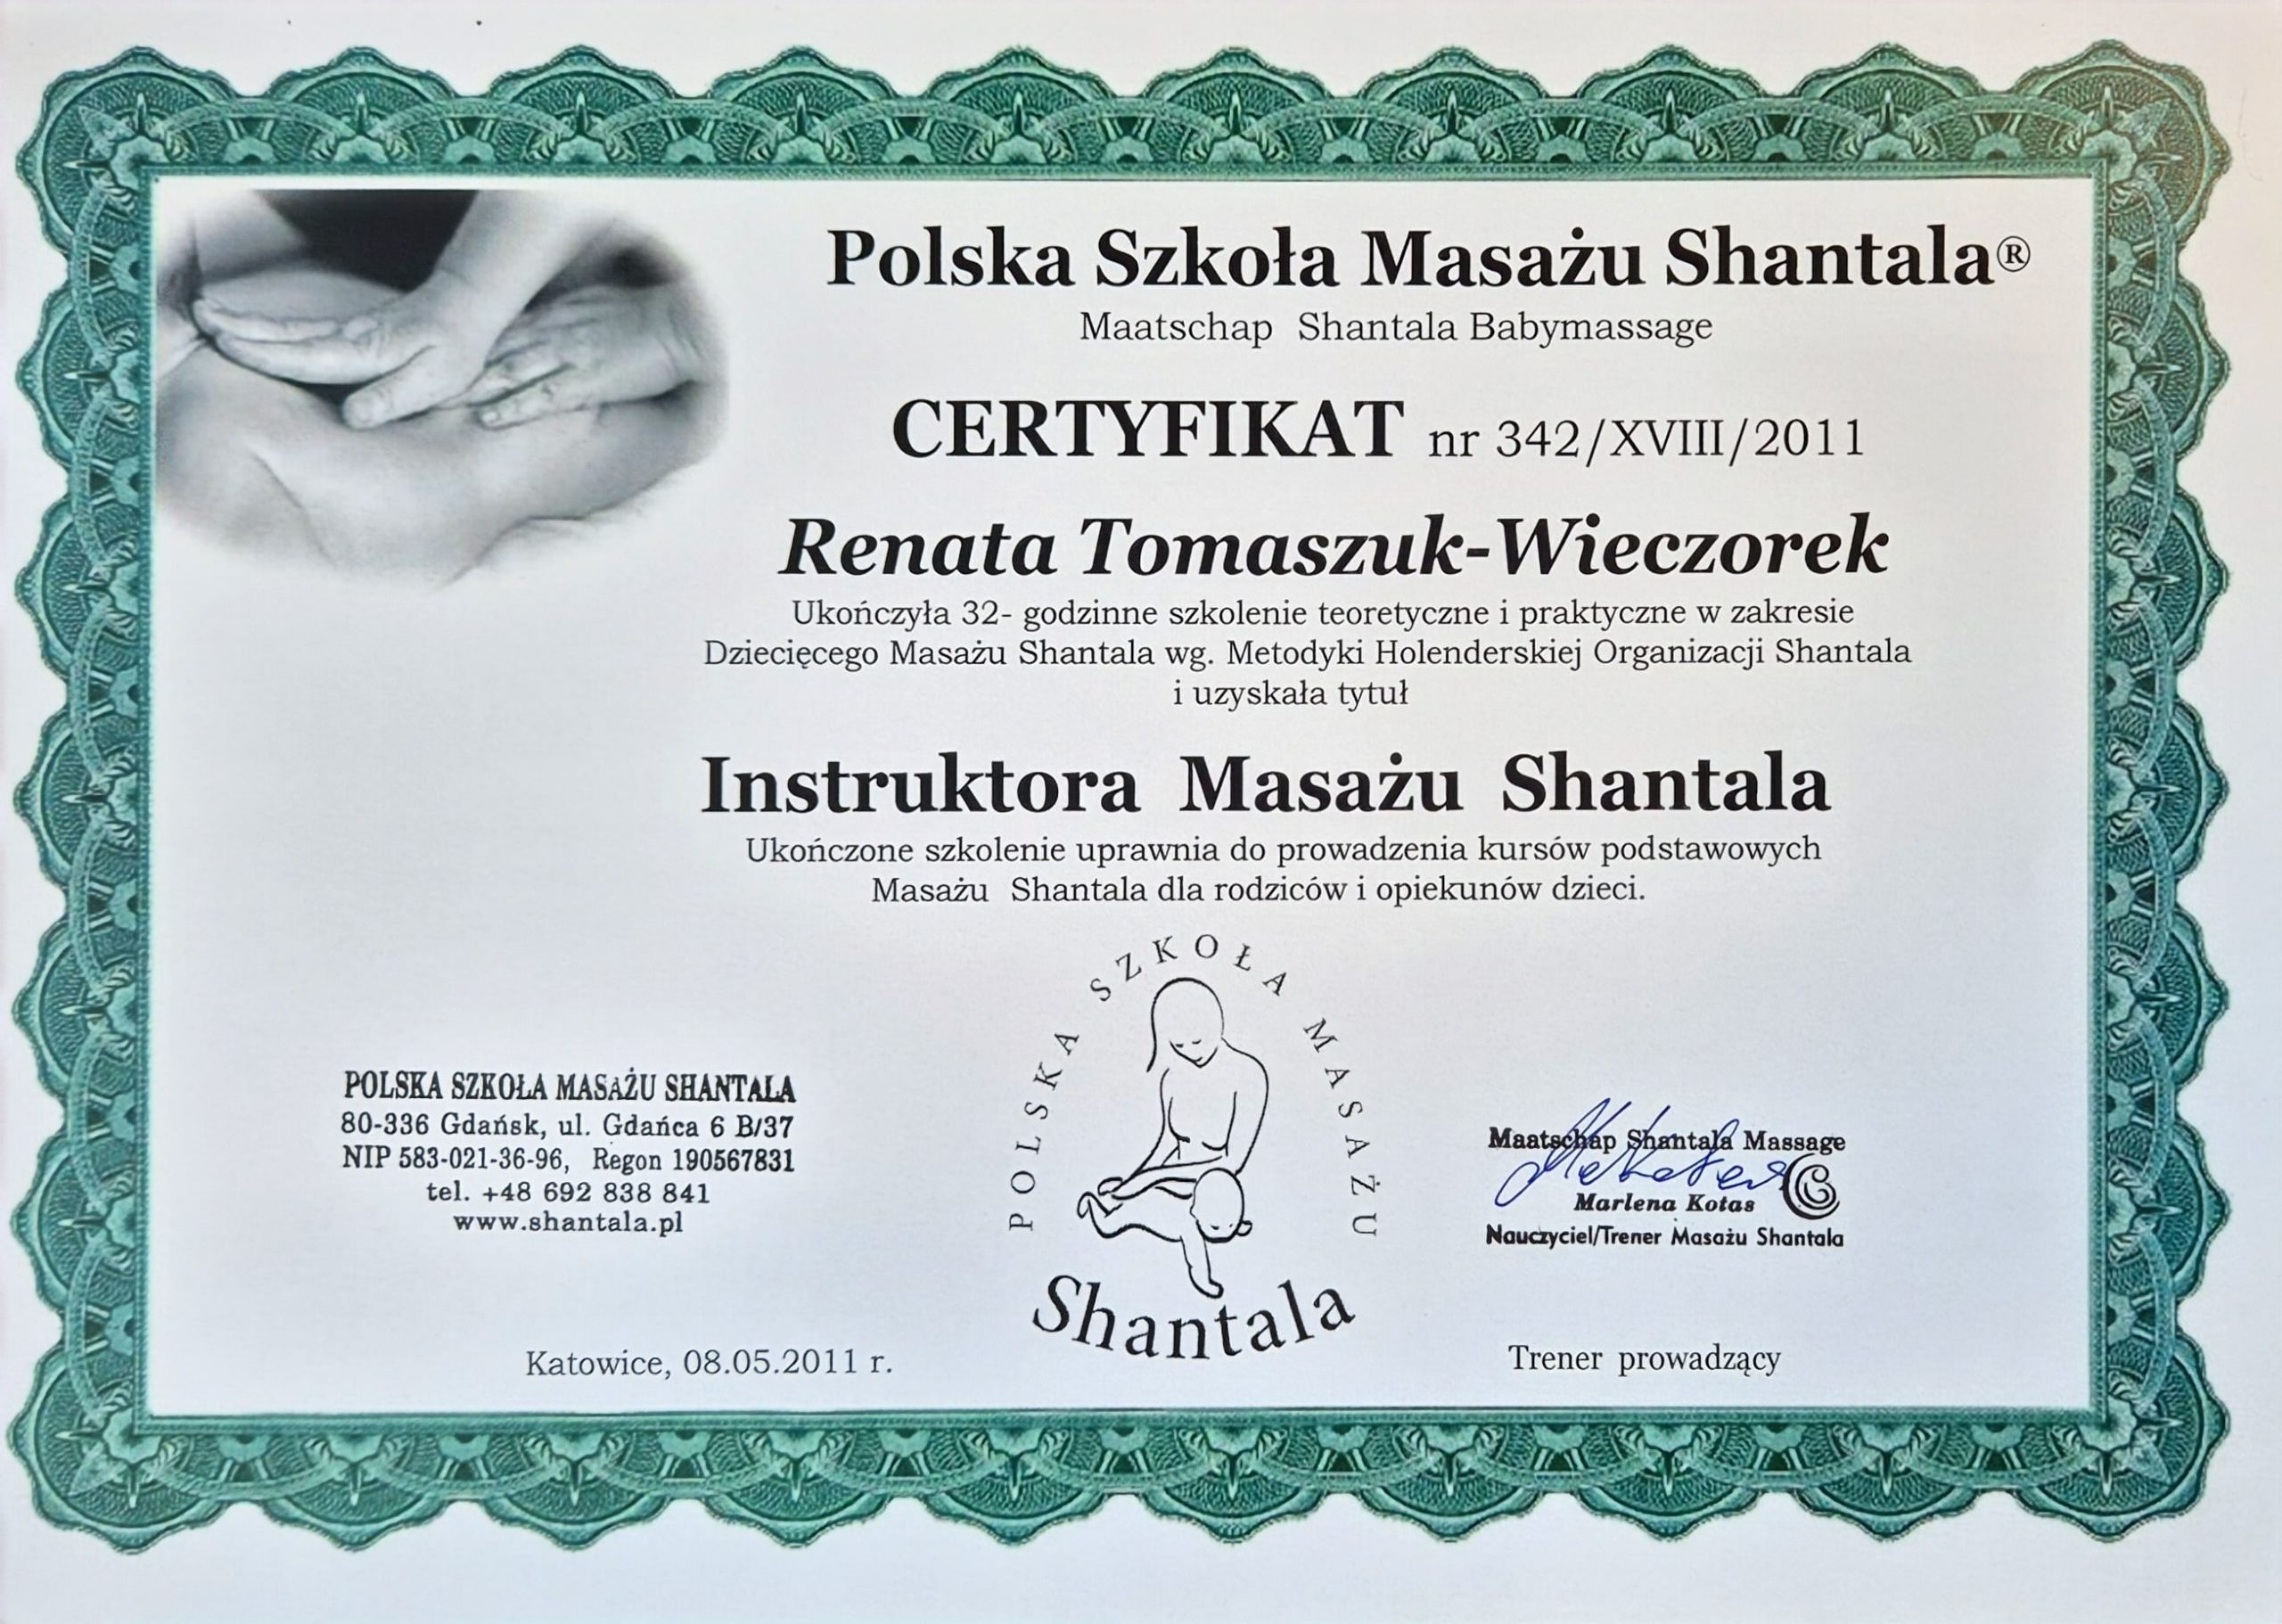 Polska Szkoła Masażu Shantala®
Maatschap Shantala Babymassage
CERTYFIKAT nr 342/XVIII/2011
Renata Tomaszuk-Wieczorek
Ukończyła 32- godzinne szkolenie teoretyczne i praktyczne w zakresie
Dziecięcego Masażu Shantala wg. Metodyki Holenderskiej Organizacji Shantala
i uzyskała tytuł
Instruktora Masażu Shantala
Ukończone szkolenie uprawnia do prowadzenia kursów podstawowych
Masażu Shantala dla rodziców i opiekunów dzieci.
POLSKA SZKOŁA MASAŻU SHANTALA
80-336 Gdańsk, ul. Gdańca 6 B/37
NIP 583-021-36-96, Regon 190567831
tel. +48 692 838 841
www.shantala.pl
POLSKA SZKOŁA MASAŻU
Shantala
Maatschap Shantala Massage
Marlena Kotas
Nauczyciel/Trener Masażu Shantala
Katowice, 08.05.2011 r.
Trener prowadzący